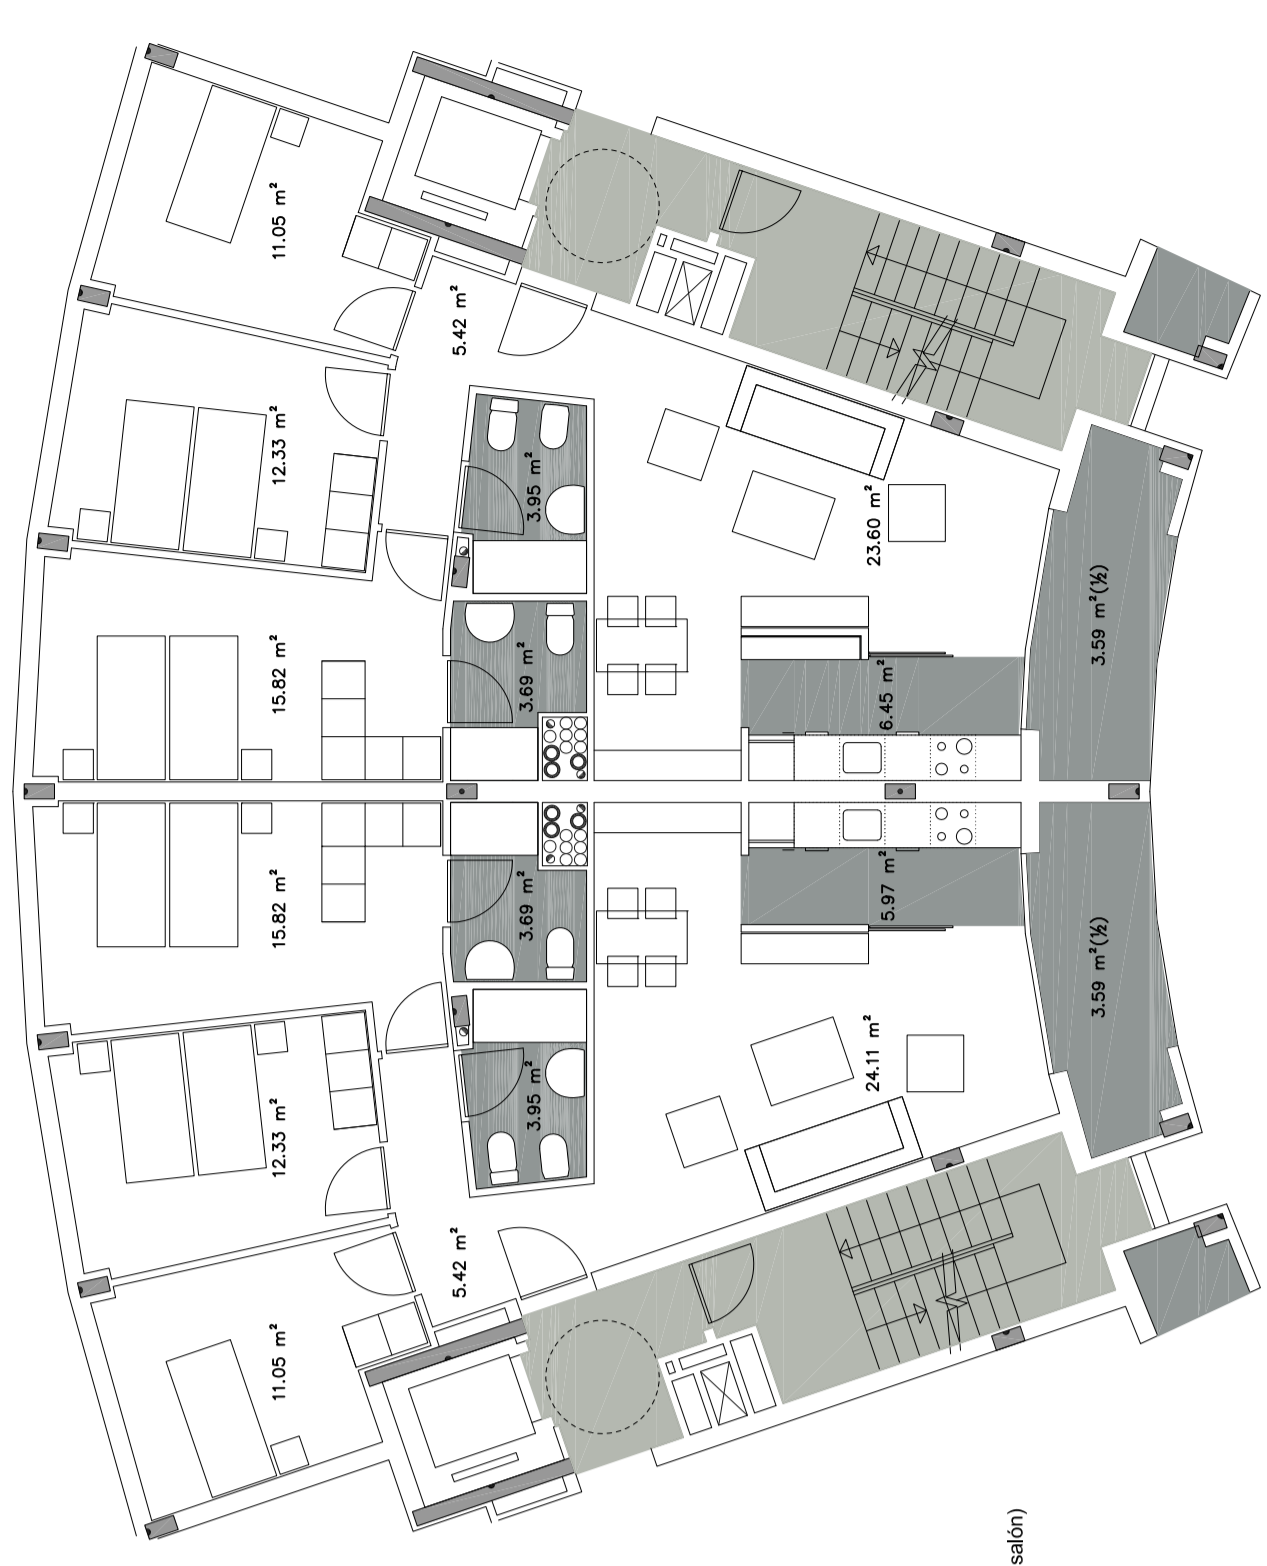 11.05 m²
5.42 m²
12.33 m²
3.95 m²
23.60 m²
3.59 m²(½)
15.82 m²
3.69 m²
6.45 m²
15.82 m²
3.69 m²
5.97 m²
3.59 m²(½)
24.11 m²
12.33 m²
3.95 m²
5.42 m²
11.05 m²
salón)